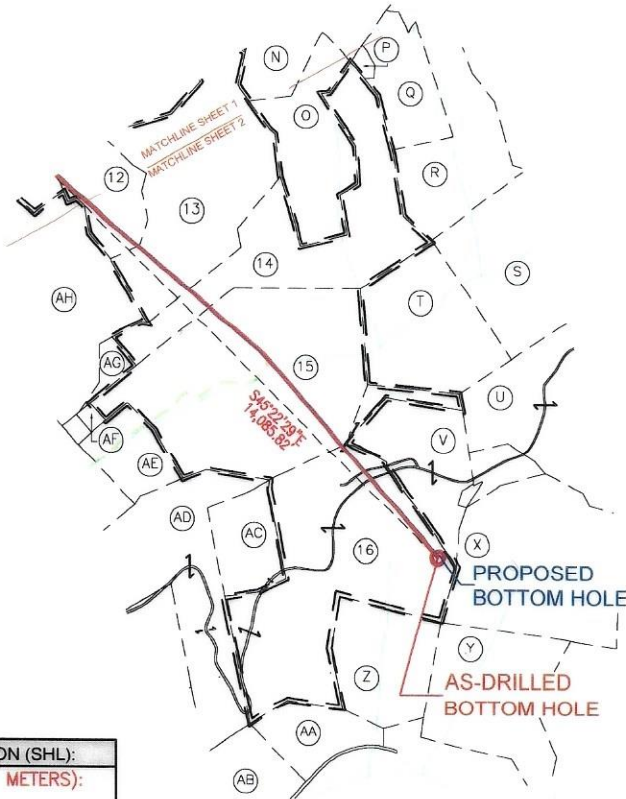 N
P
O
Q
MATCHLINE SHEET 1
MATCHLINE SHEET 2
12
R
13
14
S
AH
T
AG
15
U
S45°22'29"E
14,085.82'
V
AF
AE
AD
AC
16
X
PROPOSED
BOTTOM HOLE
Y
Z
AS-DRILLED
BOTTOM HOLE
AA
ON (SHL):
METERS):
AB